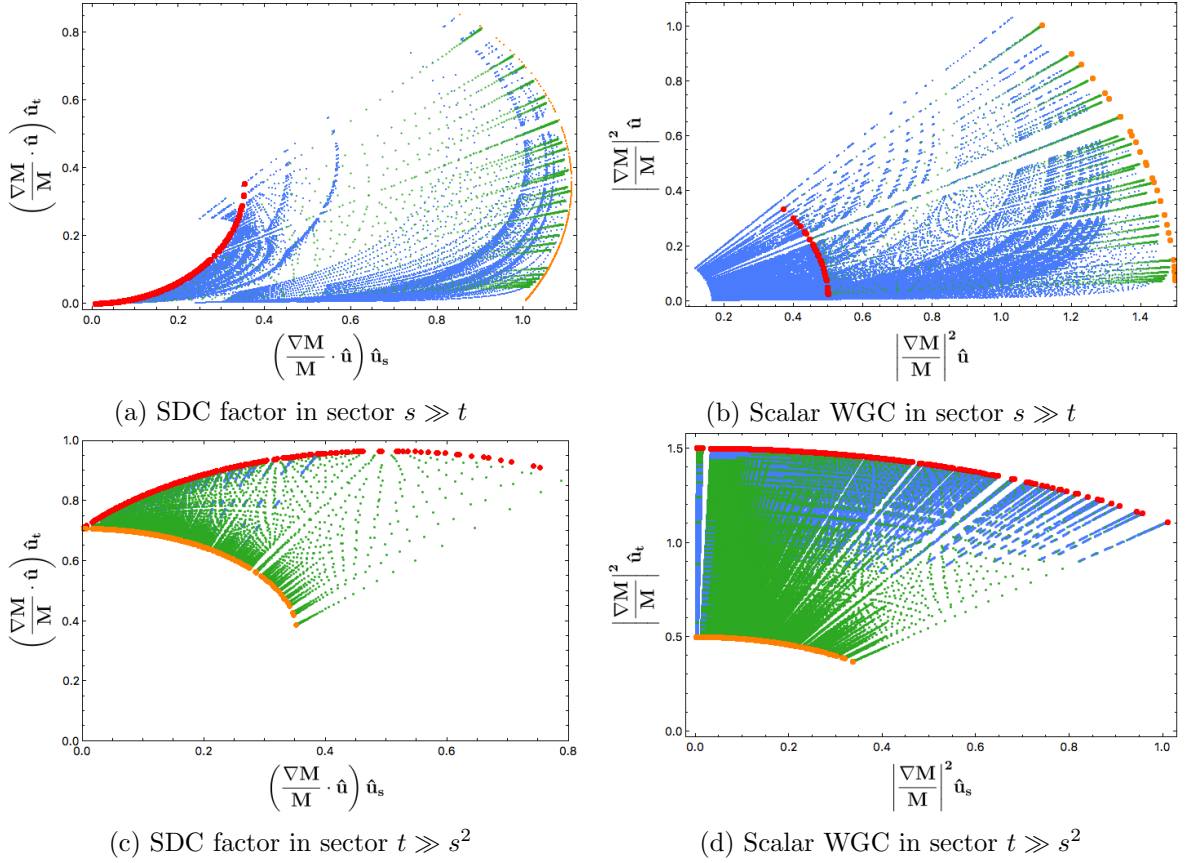 0.8
0.6
0.4
0.2
0.0
0.0 0.2 0.4 0.6 0.8 1.0
(∇M/M · û) û_t
(∇M/M · û) û_s
(a) SDC factor in sector s ≫ t
1.0
0.8
0.6
0.4
0.2
0.0
0.2 0.4 0.6 0.8 1.0 1.2 1.4
|∇M/M|² û
|∇M/M|² û
(b) Scalar WGC in sector s ≫ t
1.0
0.8
0.6
0.4
0.2
0.0
0.0 0.2 0.4 0.6 0.8
(∇M/M · û) û_t
(∇M/M · û) û_s
(c) SDC factor in sector t ≫ s²
1.5
1.0
0.5
0.0
0.0 0.2 0.4 0.6 0.8 1.0
|∇M/M|² û_t
|∇M/M|² û_s
(d) Scalar WGC in sector t ≫ s²